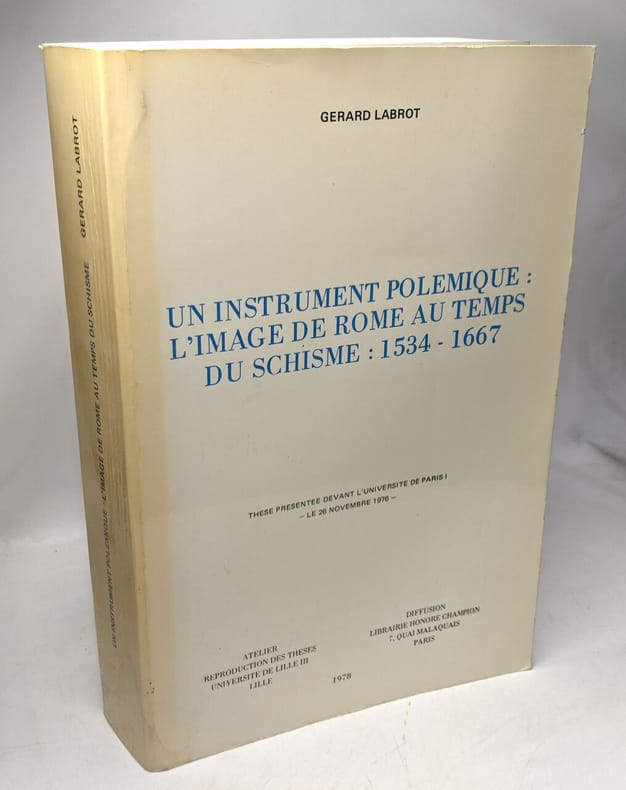 GERARD LABROT
UN INSTRUMENT POLEMIQUE :
L'IMAGE DE ROME AU TEMPS
DU SCHISME : 1534 - 1667
THESE PRESENTEE DEVANT L'UNIVERSITE DE PARIS I
– LE 26 NOVEMBRE 1976 –
ATELIER
REPRODUCTION DES THESES
UNIVERSITE DE LILLE III
LILLE
1978
DIFFUSION
LIBRAIRIE HONORE CHAMPION
7, QUAI MALAQUAIS
PARIS
UN INSTRUMENT POLEMIQUE : L'IMAGE DE ROME AU TEMPS DU SCHISME GERARD LABROT